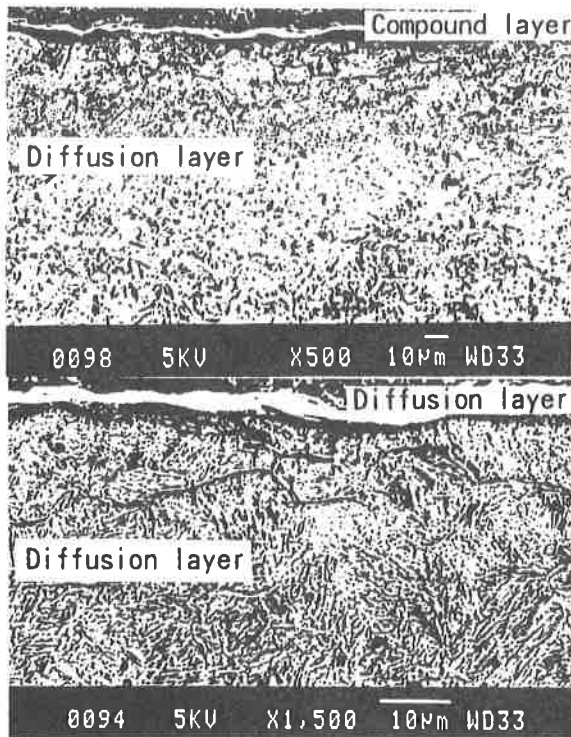 Compound layer
Diffusion layer
0098 5KV X500 10µm WD33
Diffusion layer
Diffusion layer
0094 5KV X1,500 10µm WD33